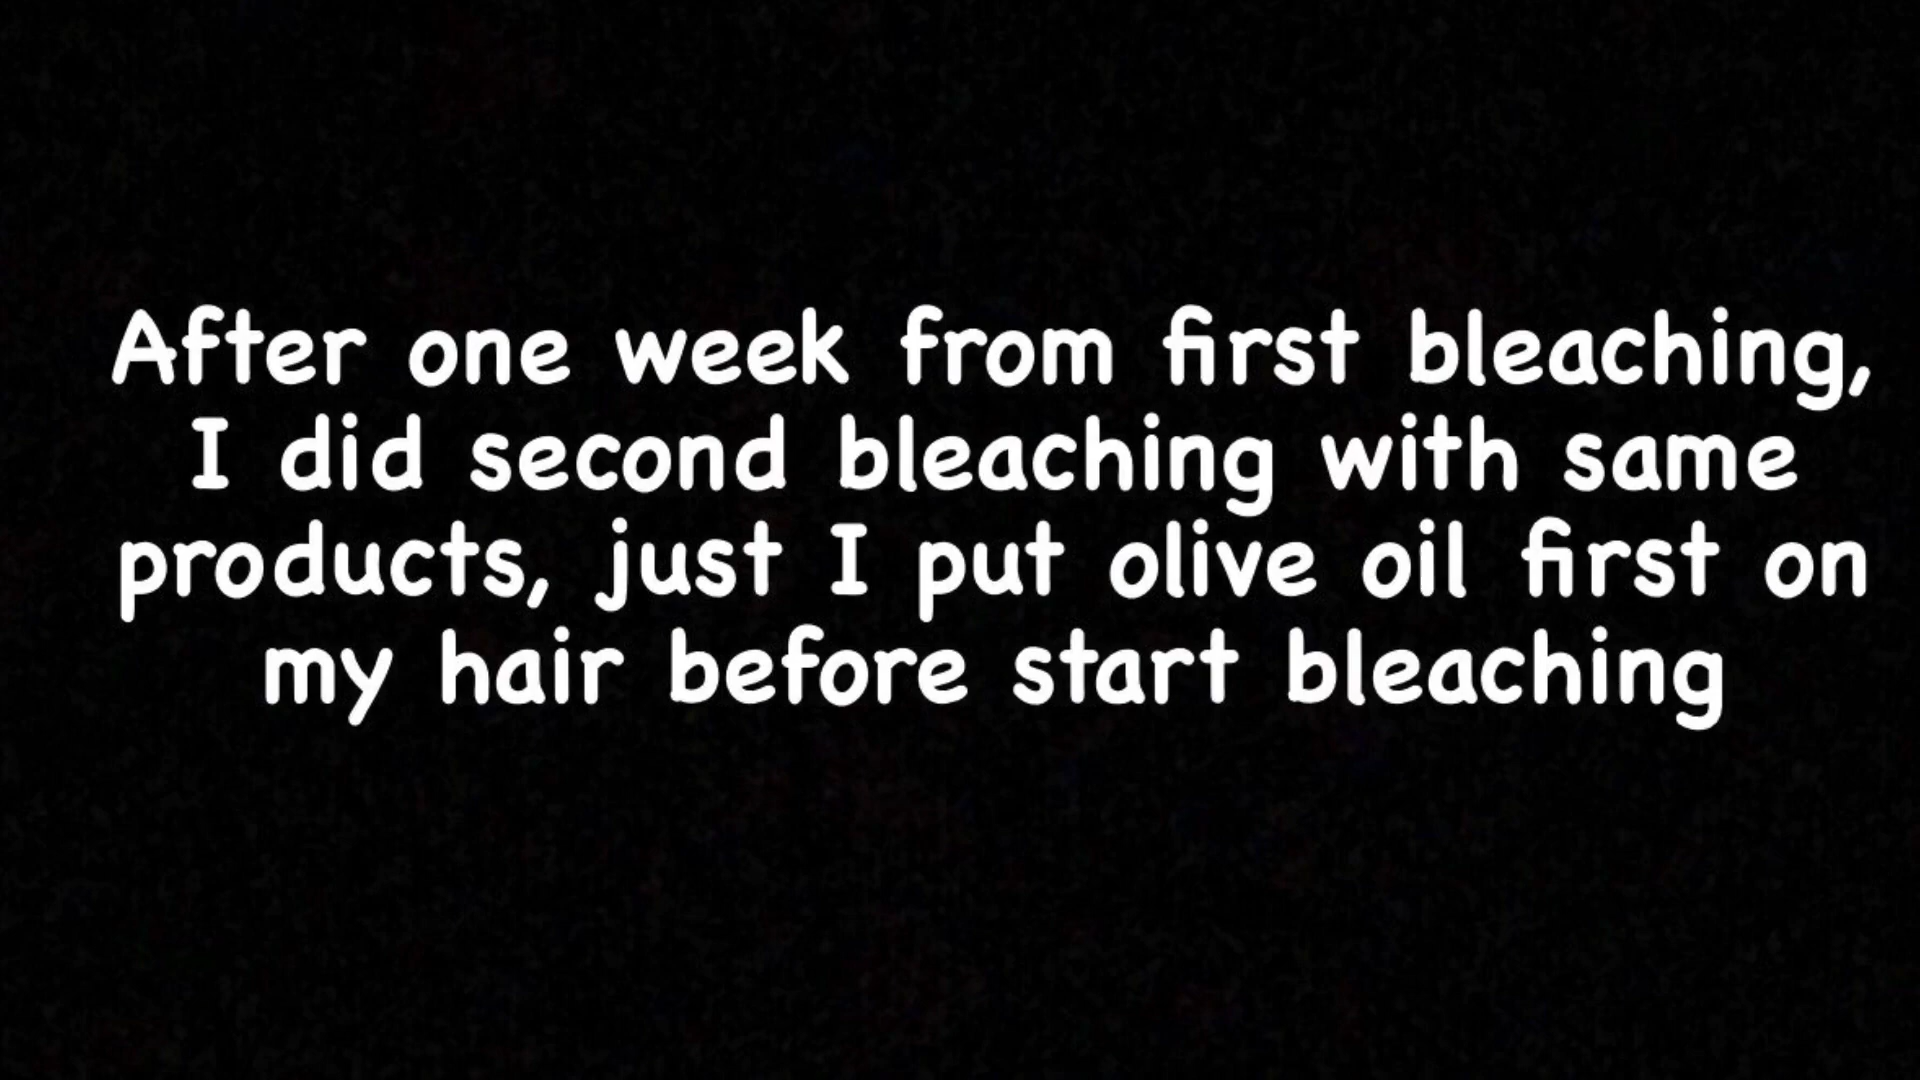 After one week from first bleaching,
I did second bleaching with same
products, just I put olive oil first on
my hair before start bleaching